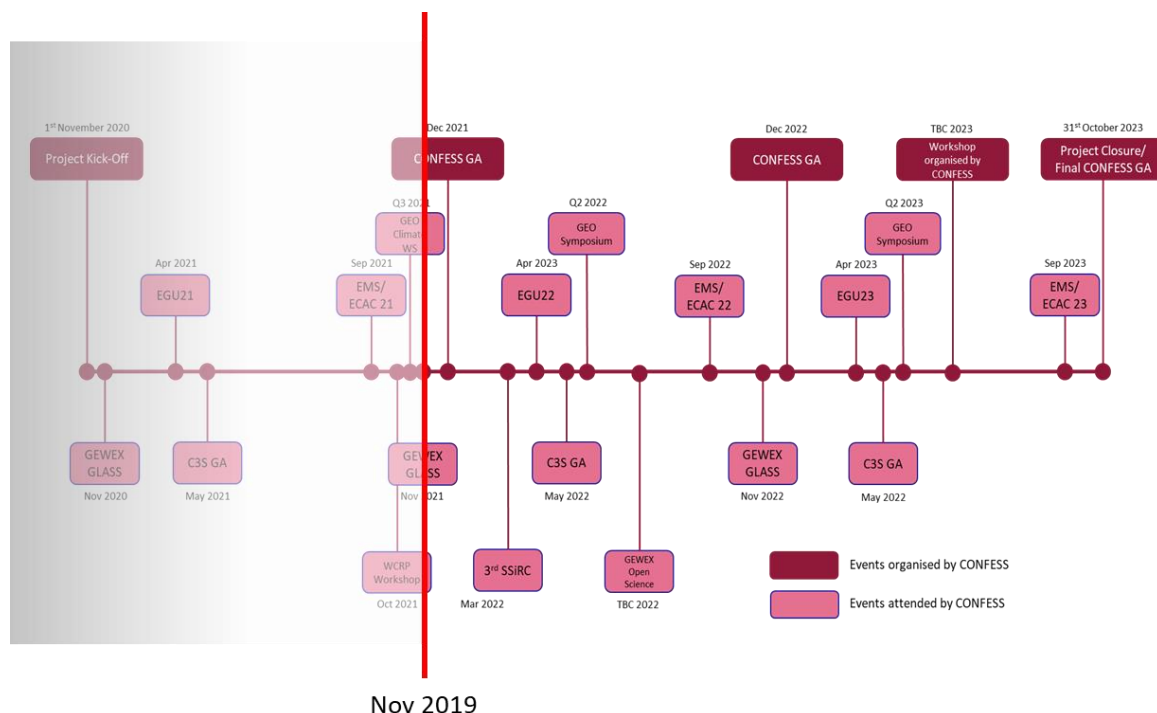 1st November 2020
Project Kick-Off
Dec 2021
CONFESS GA
Dec 2022
CONFESS GA
TBC 2023
Workshop
organised by
CONFESS
31st October 2023
Project Closure/
Final CONFESS GA
Q3 2021
GEO
Climate
WS
Q2 2022
GEO
Symposium
Q2 2023
GEO
Symposium
Apr 2021
EGU21
Sep 2021
EMS/
ECAC 21
Apr 2023
EGU22
Sep 2022
EMS/
ECAC 22
Apr 2023
EGU23
Sep 2023
EMS/
ECAC 23
GEWEX
GLASS
Nov 2020
C3S GA
May 2021
GEWEX
GLASS
Nov 2021
C3S GA
May 2022
GEWEX
GLASS
Nov 2022
C3S GA
May 2022
WCRP
Workshop
Oct 2021
3rd SSiRC
Mar 2022
GEWEX
Open
Science
TBC 2022
Events organised by CONFESS
Events attended by CONFESS
Nov 2019